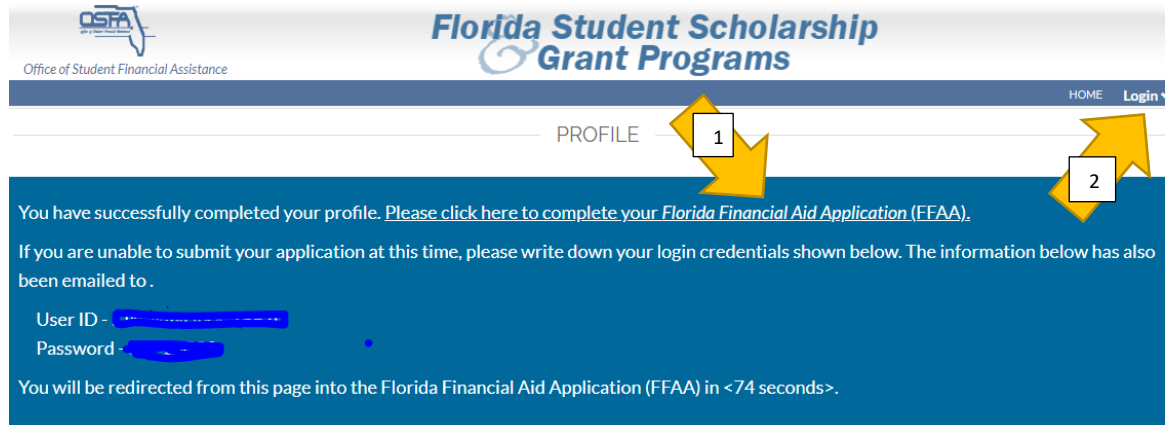 OSFA
Office of Student Financial Assistance
Florida Student Scholarship
& Grant Programs
HOME Login
PROFILE
1
2
You have successfully completed your profile. Please click here to complete your Florida Financial Aid Application (FFAA).
If you are unable to submit your application at this time, please write down your login credentials shown below. The information below has also
been emailed to .
User ID -
Password -
You will be redirected from this page into the Florida Financial Aid Application (FFAA) in <74 seconds>.